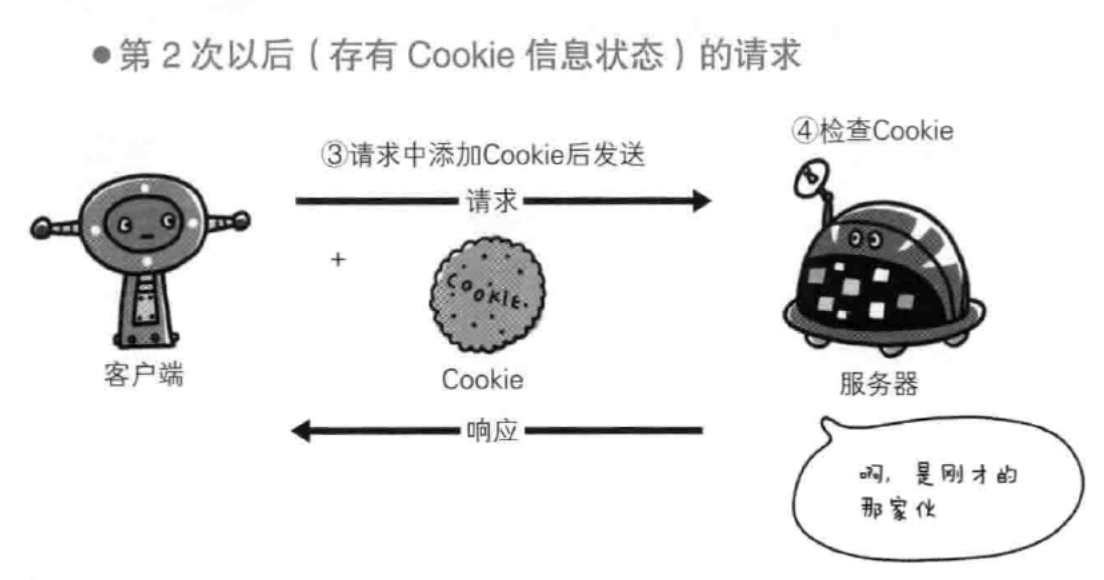 ●第 2 次以后（存有 Cookie 信息状态）的请求
③请求中添加Cookie后发送
④检查Cookie
请求
+
COOKIE.
客户端
Cookie
服务器
响应
啊，是刚才的
那家伙